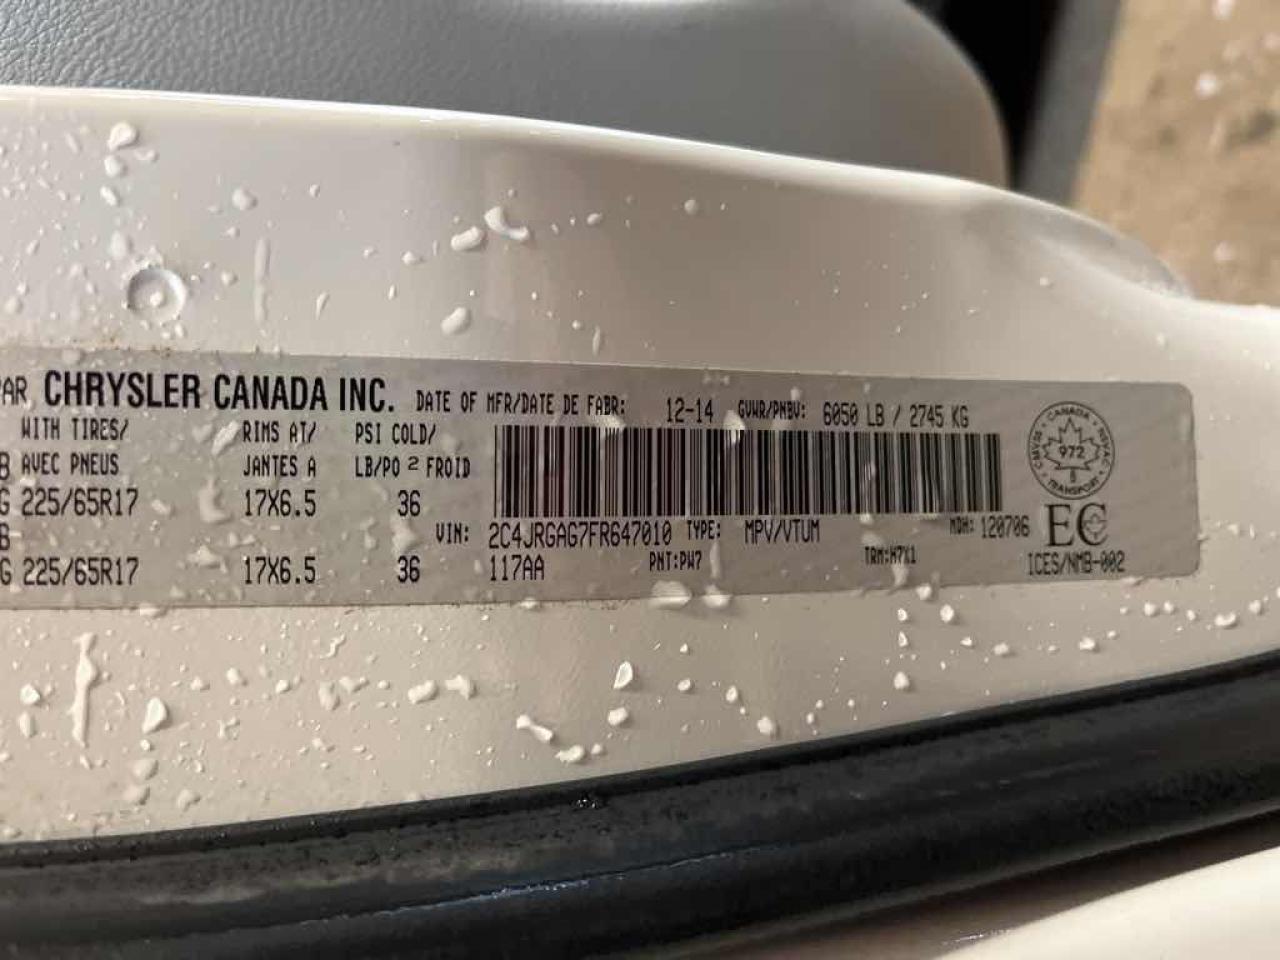 PAR CHRYSLER CANADA INC. DATE OF MFR/DATE DE FABR: 12-14 GVWR/PNBV: 6050 LB / 2745 KG
WITH TIRES/ RIMS AT/ PSI COLD/
B AVEC PNEUS JANTES A LB/PO 2 FROID
G 225/65R17 17X6.5 36
B VIN: 2C4JRGAG7FR647010 TYPE: MPV/VTUM MDH: 120706
G 225/65R17 17X6.5 36 117AA PNT:PW7 TRM:H7X1
CANADA
972
TRANSPORT
EC
ICES/NMB-002